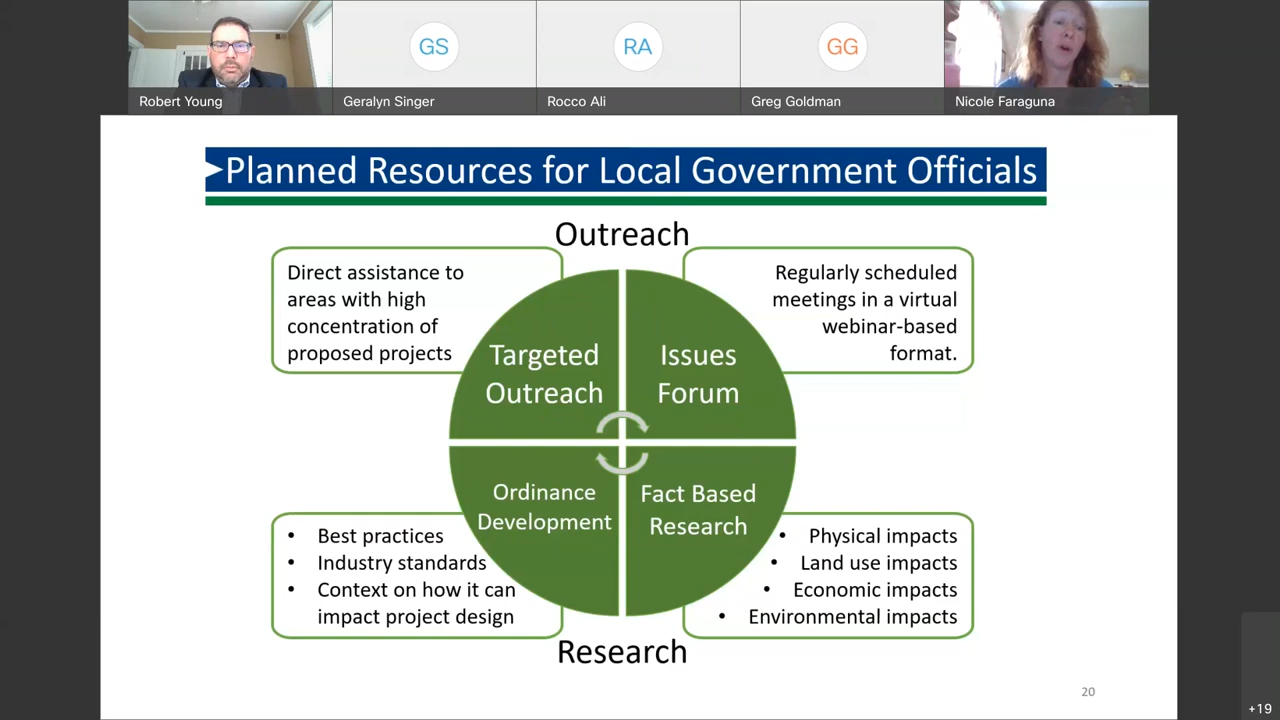 GS
RA
GG
Robert Young
Geralyn Singer
Rocco Ali
Greg Goldman
Nicole Faraguna
➤Planned Resources for Local Government Officials
Outreach
Direct assistance to
areas with high
concentration of
proposed projects
Regularly scheduled
meetings in a virtual
webinar-based
format.
Targeted
Outreach
Issues
Forum
Ordinance
Development
Fact Based
Research
• Best practices
• Industry standards
• Context on how it can
impact project design
• Physical impacts
• Land use impacts
• Economic impacts
• Environmental impacts
Research
20
+19